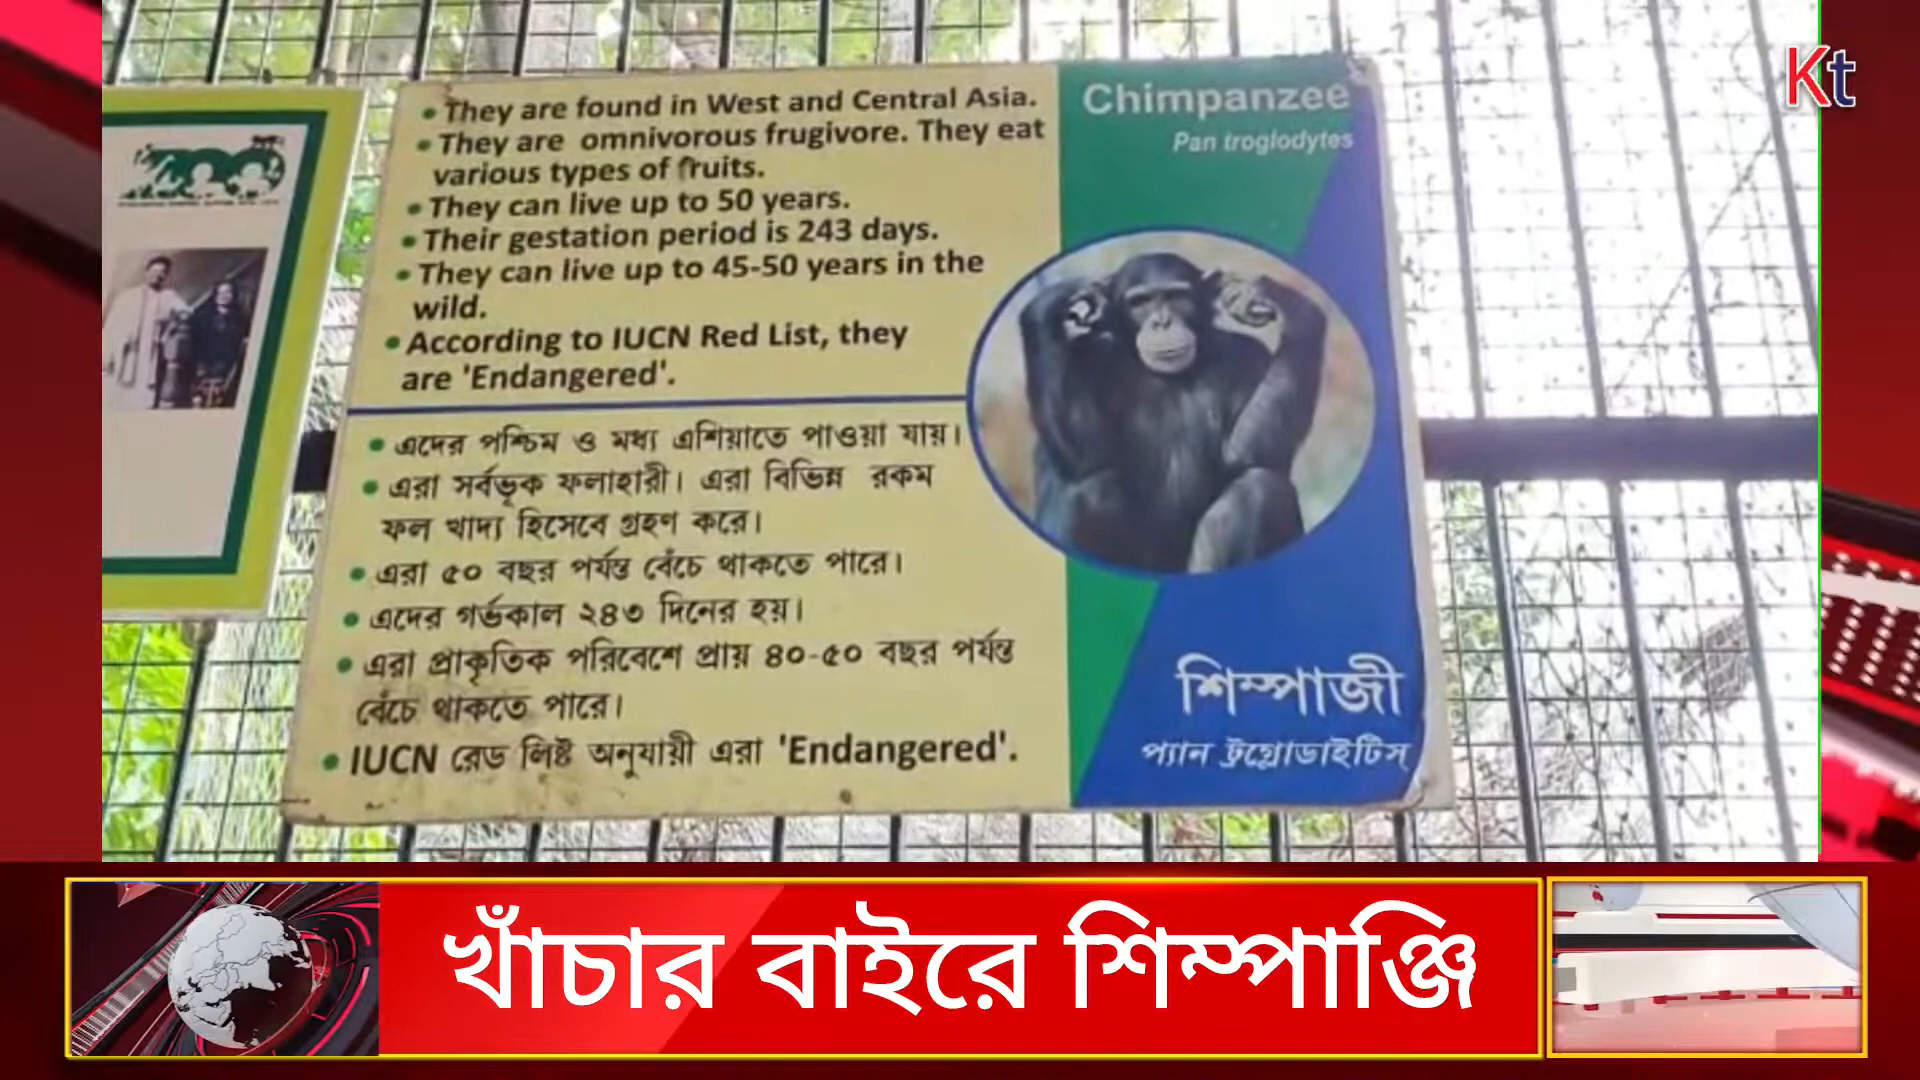 Kt
ZOO
• They are found in West and Central Asia.
• They are omnivorous frugivore. They eat
various types of fruits.
• They can live up to 50 years.
• Their gestation period is 243 days.
• They can live up to 45-50 years in the
wild.
• According to IUCN Red List, they
are 'Endangered'.
Chimpanzee
Pan troglodytes
• এদের পশ্চিম ও মধ্য এশিয়াতে পাওয়া যায়।
• এরা সর্বভূক ফলাহারী। এরা বিভিন্ন রকম
ফল খাদ্য হিসেবে গ্রহণ করে।
• এরা ৫০ বছর পর্যন্ত বেঁচে থাকতে পারে।
• এদের গর্ভকাল ২৪৩ দিনের হয়।
• এরা প্রাকৃতিক পরিবেশে প্রায় ৪০-৫০ বছর পর্যন্ত
বেঁচে থাকতে পারে।
• IUCN রেড লিষ্ট অনুযায়ী এরা 'Endangered'.
শিম্পাজী
প্যান ট্রগ্লোডাইটিস্
খাঁচার বাইরে শিম্পাঞ্জি